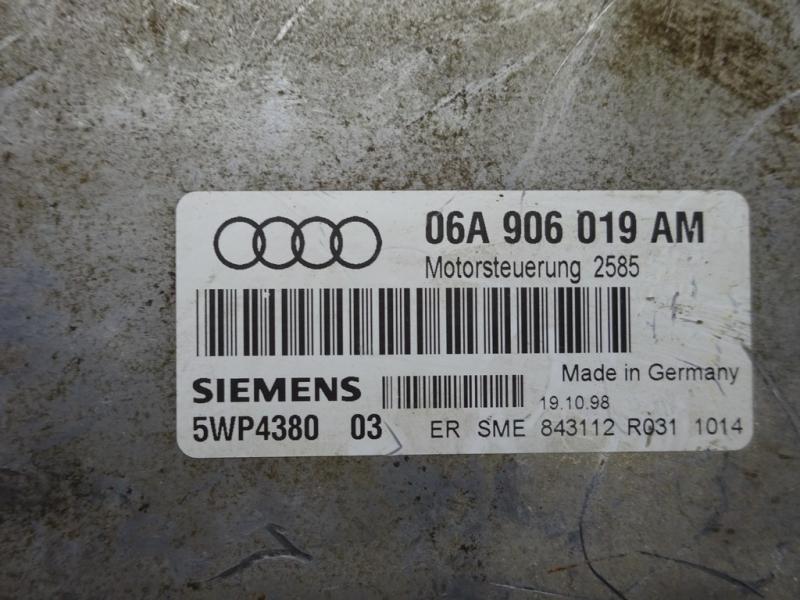 06A 906 019 AM
Motorsteuerung 2585
Made in Germany
SIEMENS
19.10.98
5WP4380 03 ER SME 843112 R031 1014